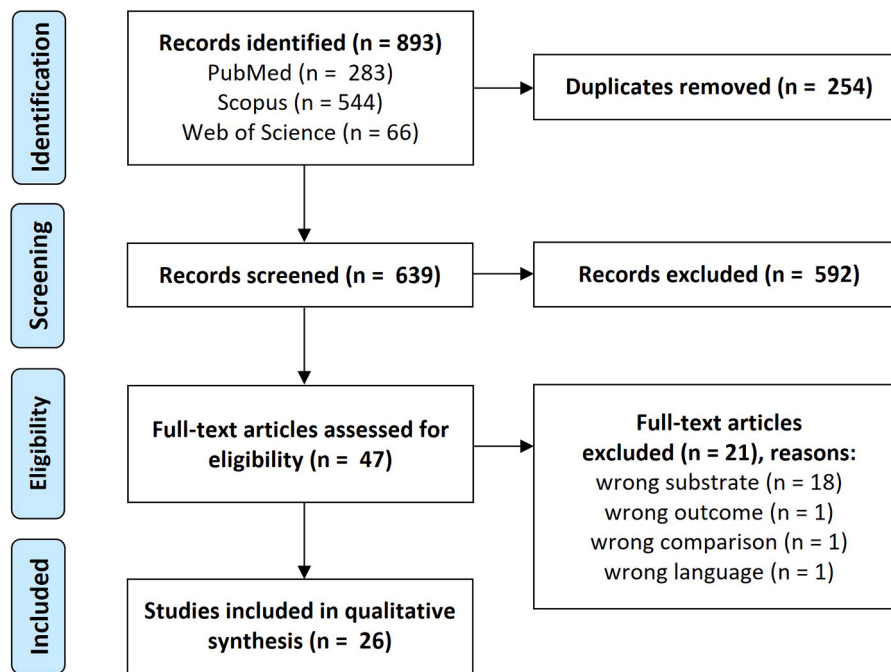 Identification
Records identified (n = 893)
PubMed (n = 283)
Scopus (n = 544)
Web of Science (n = 66)
Duplicates removed (n = 254)
Screening
Records screened (n = 639)
Records excluded (n = 592)
Eligibility
Full-text articles assessed for
eligibility (n = 47)
Full-text articles
excluded (n = 21), reasons:
wrong substrate (n = 18)
wrong outcome (n = 1)
wrong comparison (n = 1)
wrong language (n = 1)
Included
Studies included in qualitative
synthesis (n = 26)